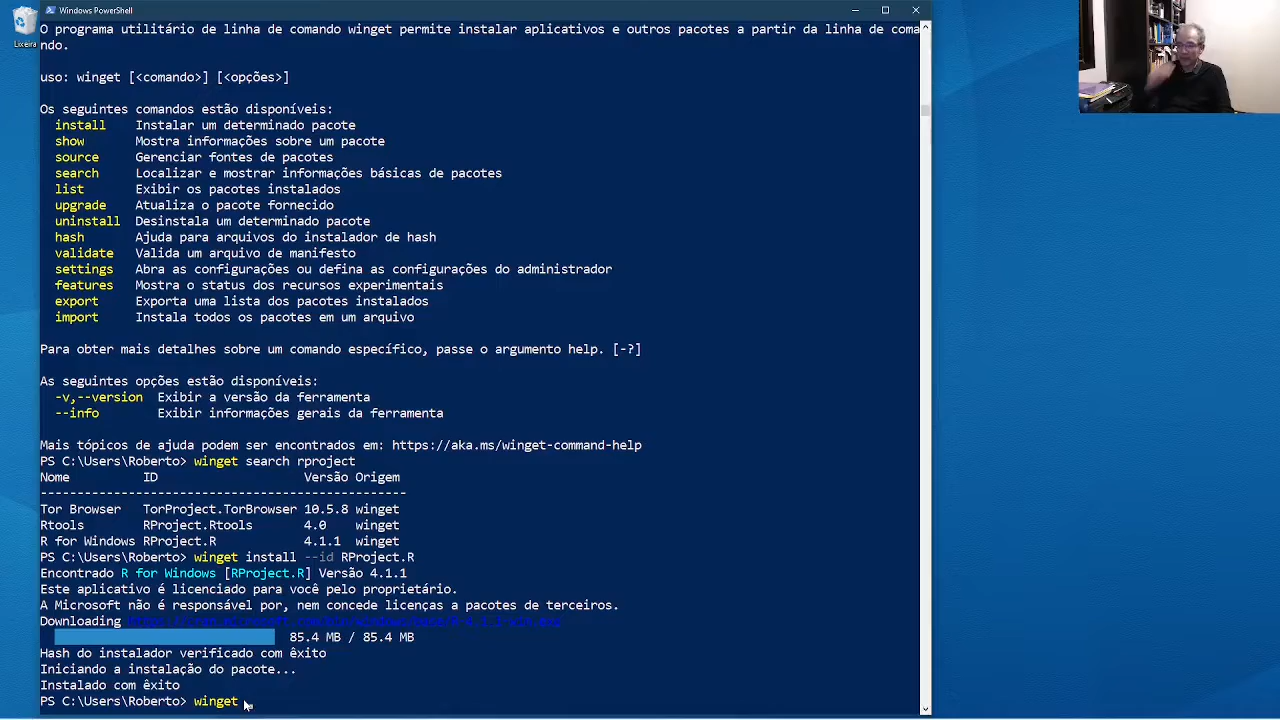 Windows PowerShell
Lixeira
O programa utilitário de linha de comando winget permite instalar aplicativos e outros pacotes a partir da linha de coma
ndo.
uso: winget [<comando>] [<opções>]
Os seguintes comandos estão disponíveis:
install Instalar um determinado pacote
show Mostra informações sobre um pacote
source Gerenciar fontes de pacotes
search Localizar e mostrar informações básicas de pacotes
list Exibir os pacotes instalados
upgrade Atualiza o pacote fornecido
uninstall Desinstala um determinado pacote
hash Ajuda para arquivos do instalador de hash
validate Valida um arquivo de manifesto
settings Abra as configurações ou defina as configurações do administrador
features Mostra o status dos recursos experimentais
export Exporta uma lista dos pacotes instalados
import Instala todos os pacotes em um arquivo
Para obter mais detalhes sobre um comando específico, passe o argumento help. [-?]
As seguintes opções estão disponíveis:
-v,--version Exibir a versão da ferramenta
--info Exibir informações gerais da ferramenta
Mais tópicos de ajuda podem ser encontrados em: https://aka.ms/winget-command-help
PS C:\Users\Roberto> winget search rproject
Nome ID Versão Origem
--------------------------------------------------
Tor Browser TorProject.TorBrowser 10.5.8 winget
Rtools RProject.Rtools 4.0 winget
R for Windows RProject.R 4.1.1 winget
PS C:\Users\Roberto> winget install --id RProject.R
Encontrado R for Windows [RProject.R] Versão 4.1.1
Este aplicativo é licenciado para você pelo proprietário.
A Microsoft não é responsável por, nem concede licenças a pacotes de terceiros.
Downloading
85.4 MB / 85.4 MB
Hash do instalador verificado com êxito
Iniciando a instalação do pacote...
Instalado com êxito
PS C:\Users\Roberto> winget